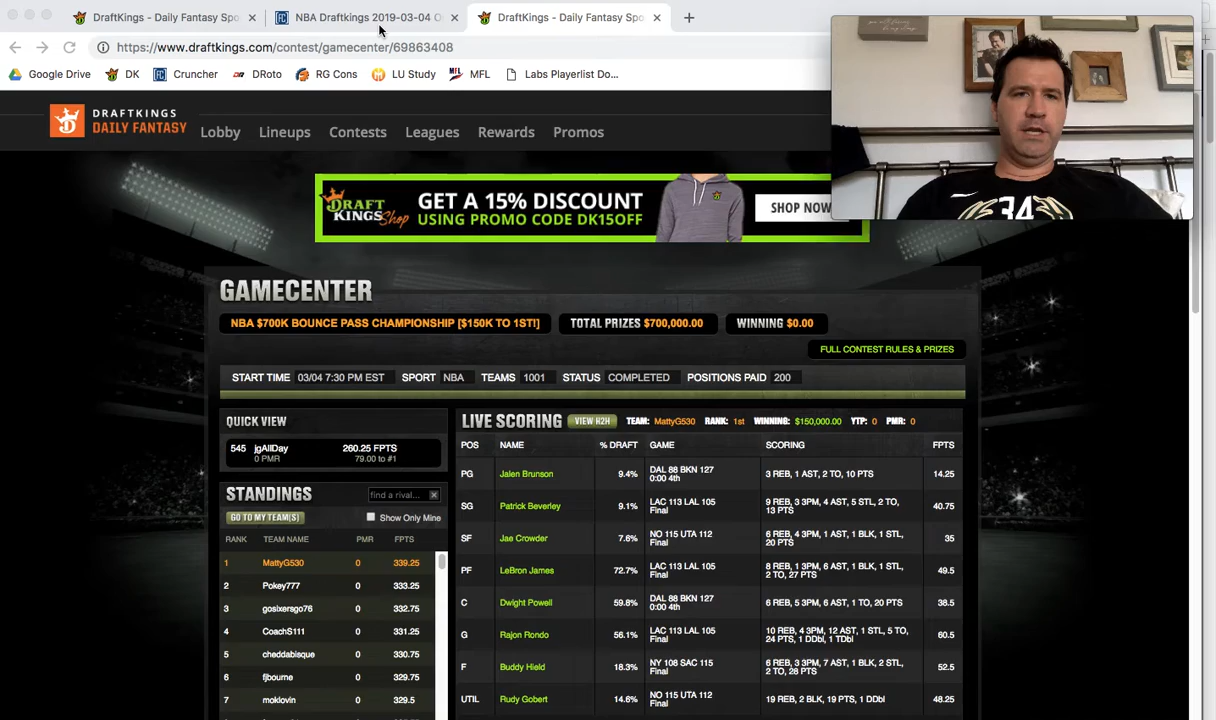 DraftKings - Daily Fantasy Spo
NBA Draftkings 2019-03-04 O
DraftKings - Daily Fantasy Spo
https://www.draftkings.com/contest/gamecenter/69863408
Google Drive DK Cruncher DRoto RG Cons LU Study MFL Labs Playerlist Do...
DRAFTKINGS
DAILY FANTASY
Lobby Leagues Lineups Contests Rewards Promos
DRAFT KINGS Shop
GET A 15% DISCOUNT
USING PROMO CODE DK15OFF
SHOP NOW
34
GAMECENTER
NBA $700K BOUNCE PASS CHAMPIONSHIP [$150K TO 1ST!] TOTAL PRIZES $700,000.00 WINNING $0.00
FULL CONTEST RULES & PRIZES
START TIME 03/04 7:30 PM EST SPORT NBA TEAMS 1001 STATUS COMPLETED POSITIONS PAID 200
QUICK VIEW
545 jgAllDay 260.25 FPTS
0 PMR 79.00 to #1
STANDINGS find a rival...
GO TO MY TEAM(S) Show Only Mine
RANK TEAM NAME PMR FPTS
1 MattyG530 0 339.25
2 Pokey777 0 333.25
3 gosixersgo76 0 332.75
4 CoachS111 0 331.25
5 cheddabisque 0 330.75
6 fjbourne 0 329.75
7 moklovin 0 329.5
LIVE SCORING VIEW H2H TEAM: MattyG530 RANK: 1st WINNING: $150,000.00 YTP: 0 PMR: 0
POS NAME % DRAFT GAME SCORING FPTS
PG Jalen Brunson 9.4% DAL 88 BKN 127 0:00 4th 3 REB, 1 AST, 2 TO, 10 PTS 14.25
SG Patrick Beverley 9.1% LAC 113 LAL 105 Final 9 REB, 3 3PM, 4 AST, 5 STL, 2 TO, 13 PTS 40.75
SF Jae Crowder 7.6% NO 115 UTA 112 Final 6 REB, 4 3PM, 1 AST, 1 BLK, 1 STL, 20 PTS 35
PF LeBron James 72.7% LAC 113 LAL 105 Final 8 REB, 1 3PM, 6 AST, 1 BLK, 1 STL, 2 TO, 27 PTS 49.5
C Dwight Powell 59.8% DAL 88 BKN 127 0:00 4th 6 REB, 5 3PM, 6 AST, 1 TO, 20 PTS 38.5
G Rajon Rondo 56.1% LAC 113 LAL 105 Final 10 REB, 4 3PM, 12 AST, 1 STL, 5 TO, 24 PTS, 1 DDbl, 1 TDbl 60.5
F Buddy Hield 18.3% NY 108 SAC 115 Final 6 REB, 3 3PM, 7 AST, 1 BLK, 2 STL, 2 TO, 28 PTS 52.5
UTIL Rudy Gobert 14.6% NO 115 UTA 112 Final 19 REB, 2 BLK, 19 PTS, 1 DDbl 48.25